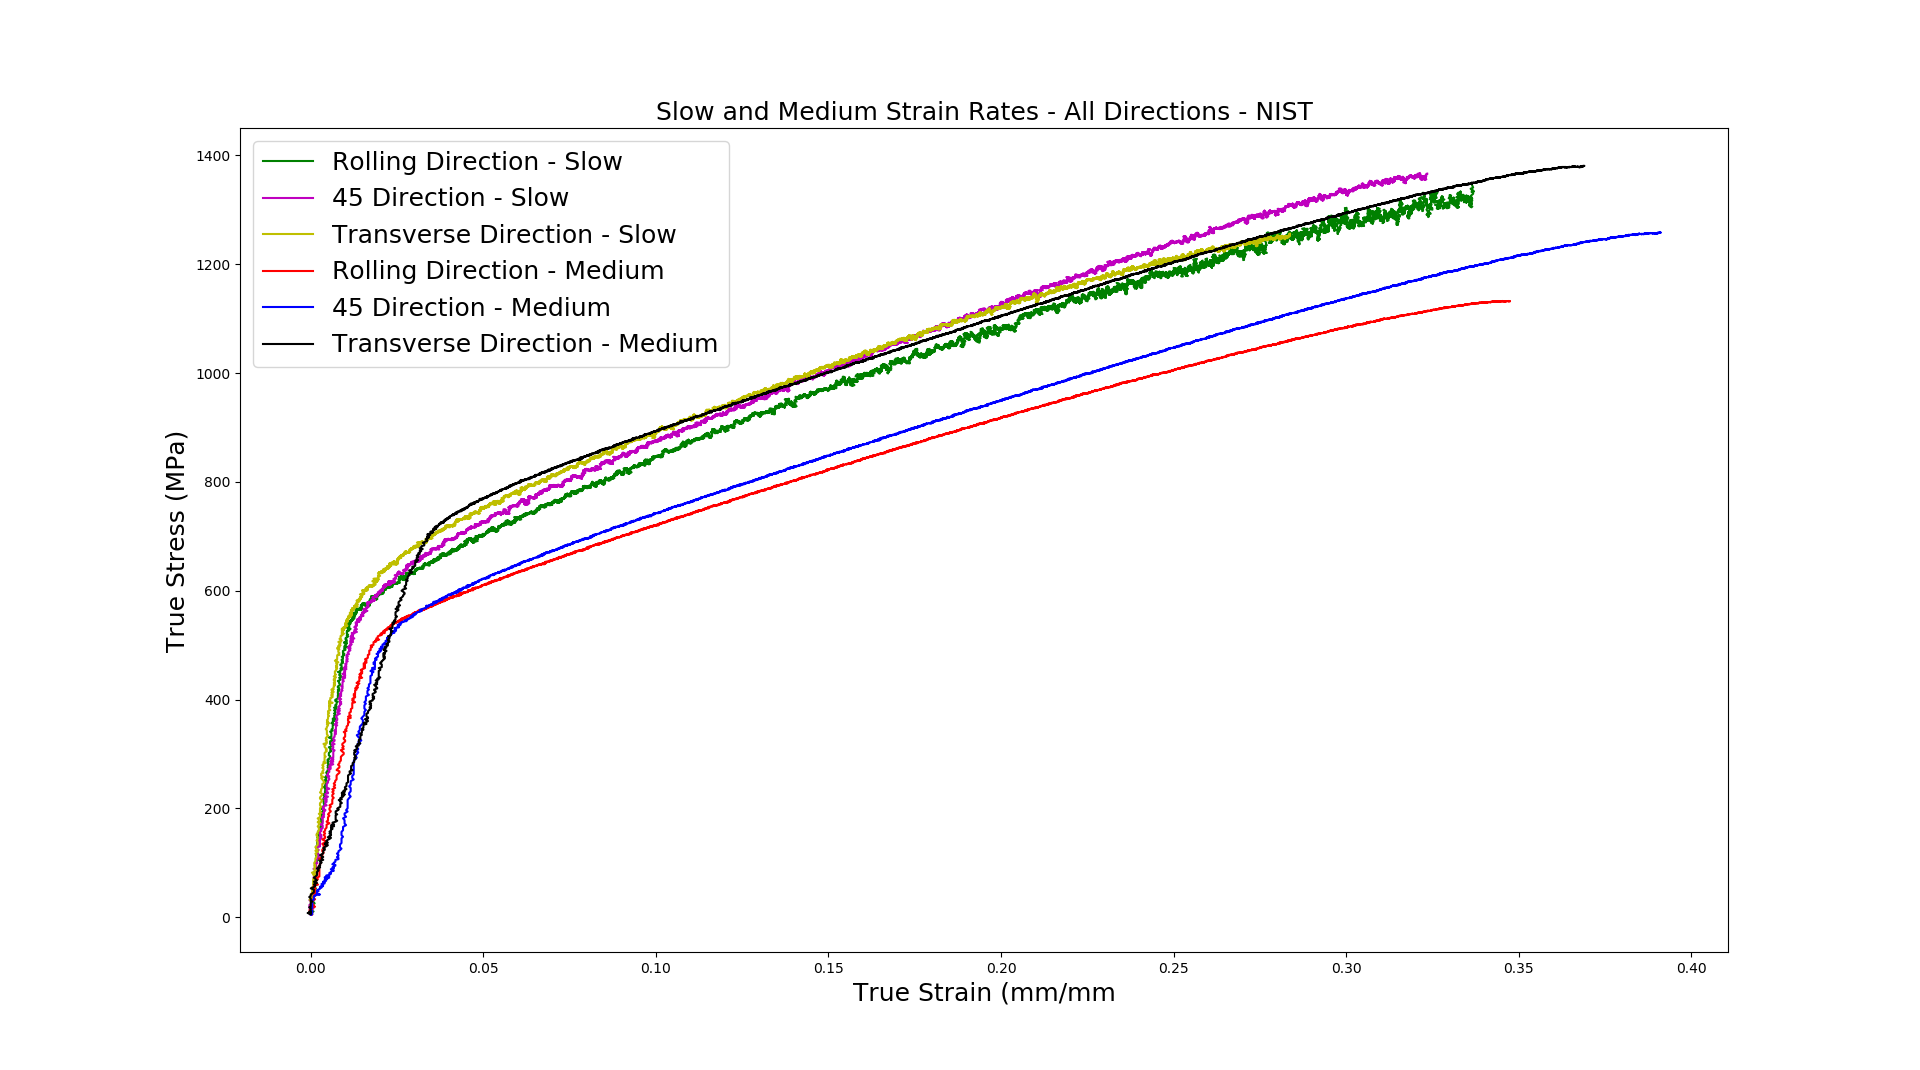 Slow and Medium Strain Rates - All Directions - NIST
Rolling Direction - Slow
45 Direction - Slow
Transverse Direction - Slow
Rolling Direction - Medium
45 Direction - Medium
Transverse Direction - Medium
True Stress (MPa)
1400
1200
1000
800
600
400
200
0
0.00 0.05 0.10 0.15 0.20 0.25 0.30 0.35 0.40
True Strain (mm/mm